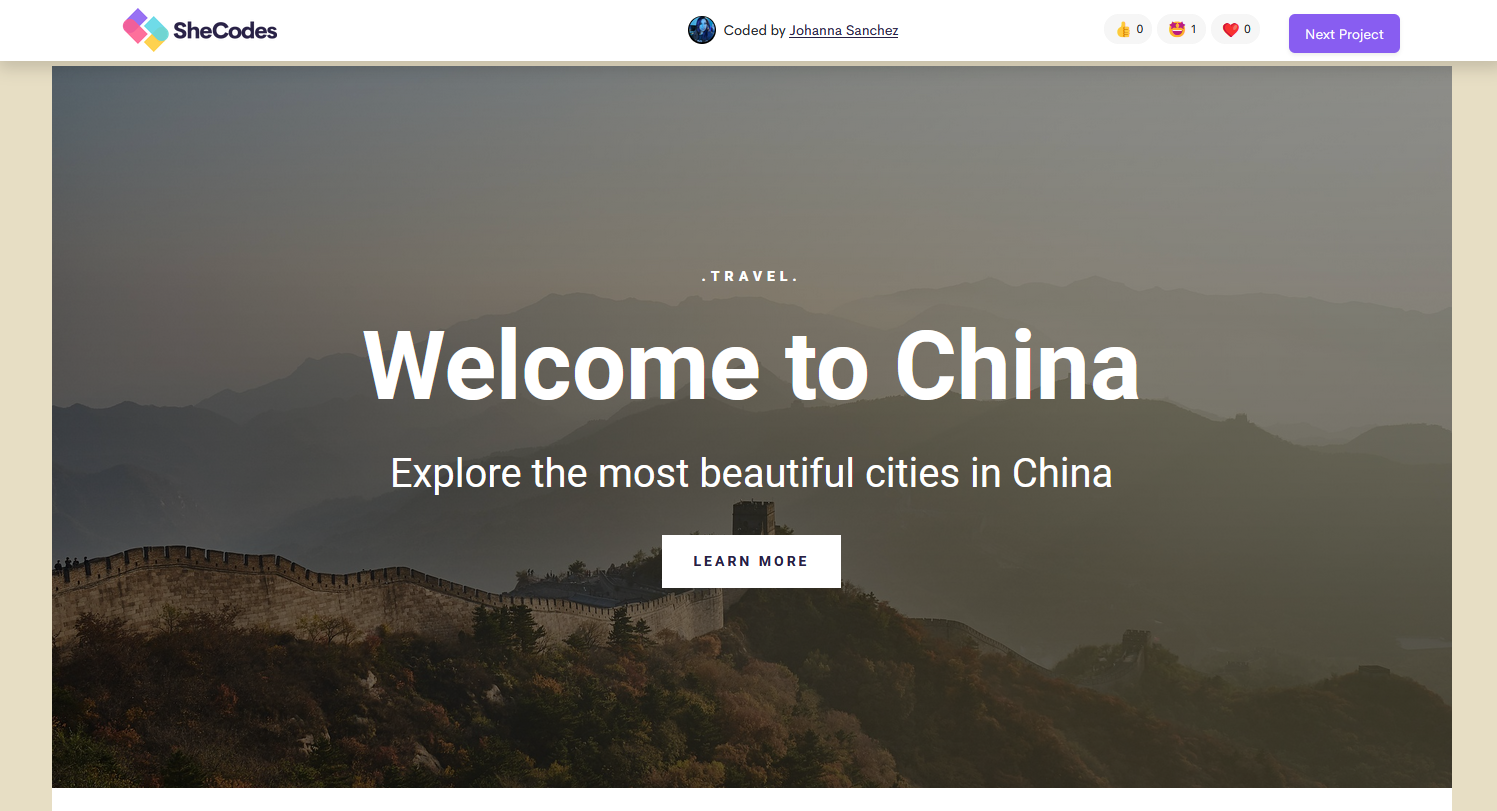 SheCodes
Coded by Johanna Sanchez
👍 0
🤩 1
❤️ 0
Next Project
.TRAVEL.
Welcome to China
Explore the most beautiful cities in China
LEARN MORE